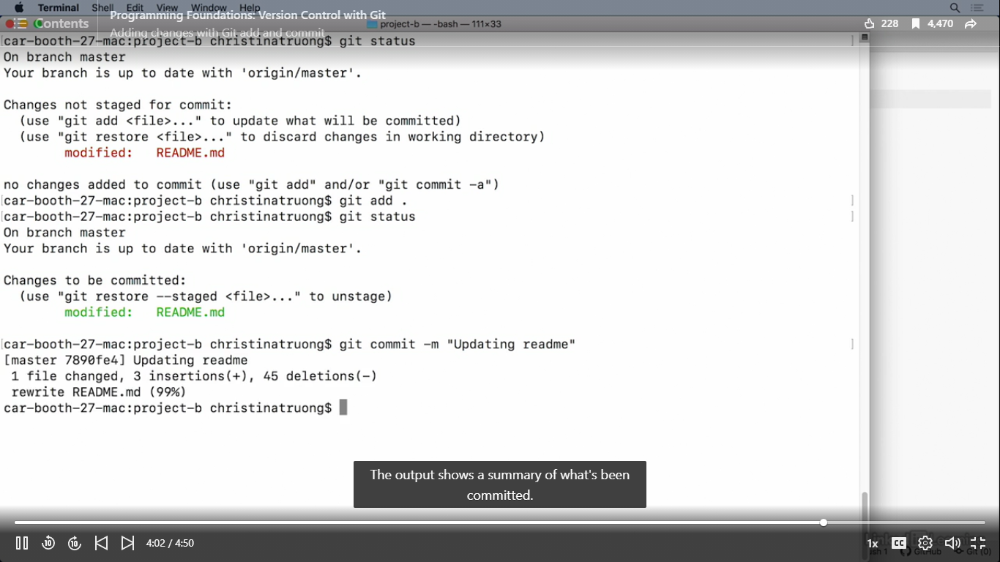 Terminal Shell Edit View Window Help
Programming Foundations: Version Control with Git
Contents
Adding changes with Git add and commit
project-b — -bash — 111×33
228
4,470
[car-booth-27-mac:project-b christinatruong$ git status ]
On branch master
Your branch is up to date with 'origin/master'.
Changes not staged for commit:
(use "git add <file>..." to update what will be committed)
(use "git restore <file>..." to discard changes in working directory)
modified: README.md
no changes added to commit (use "git add" and/or "git commit -a")
[car-booth-27-mac:project-b christinatruong$ git add . ]
[car-booth-27-mac:project-b christinatruong$ git status ]
On branch master
Your branch is up to date with 'origin/master'.
Changes to be committed:
(use "git restore --staged <file>..." to unstage)
modified: README.md
[car-booth-27-mac:project-b christinatruong$ git commit -m "Updating readme" ]
[master 7890fe4] Updating readme
1 file changed, 3 insertions(+), 45 deletions(-)
rewrite README.md (99%)
car-booth-27-mac:project-b christinatruong$
The output shows a summary of what's been
committed.
10
10
4:02 / 4:50
1x
CC
GitHub
Git (0)